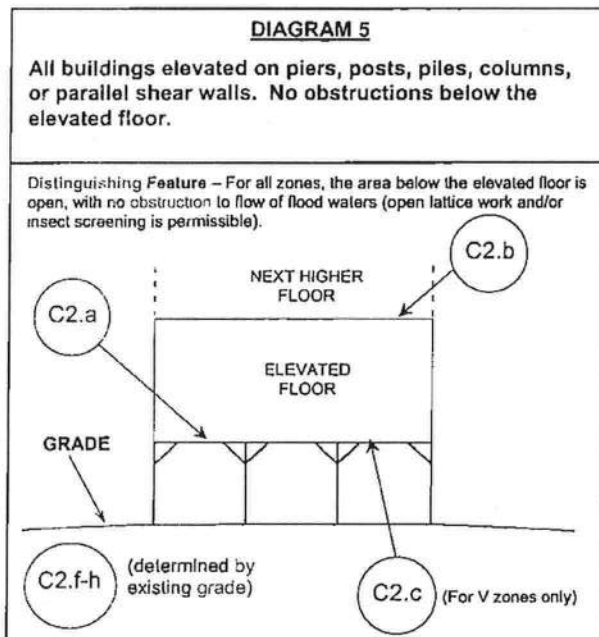 DIAGRAM 5
All buildings elevated on piers, posts, piles, columns,
or parallel shear walls. No obstructions below the
elevated floor.
Distinguishing Feature – For all zones, the area below the elevated floor is
open, with no obstruction to flow of flood waters (open lattice work and/or
insect screening is permissible).
C2.b
NEXT HIGHER
FLOOR
C2.a
ELEVATED
FLOOR
GRADE
C2.f-h
(determined by
existing grade)
C2.c
(For V zones only)